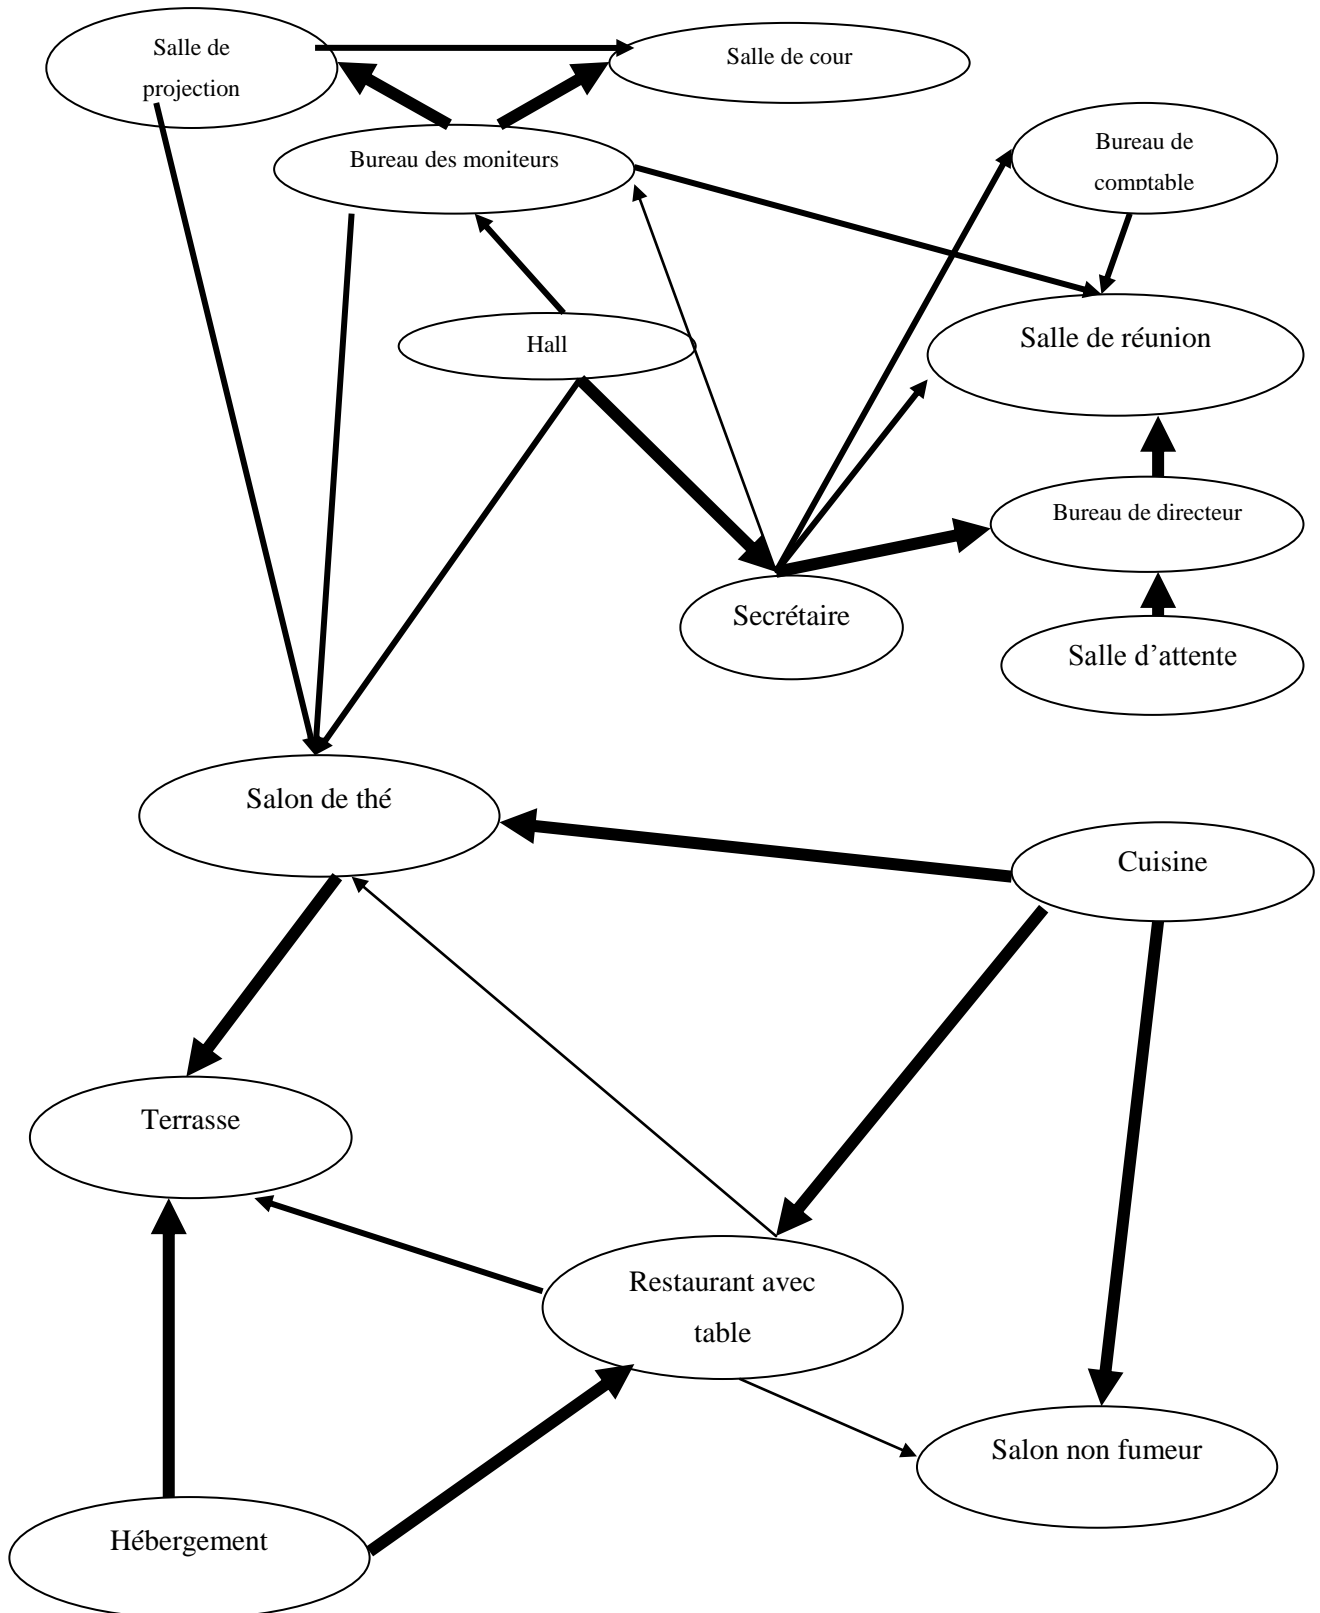 Salle de
projection
Salle de cour
Bureau des moniteurs
Bureau de
comptable
Hall
Salle de réunion
Bureau de directeur
Secrétaire
Salle d’attente
Salon de thé
Cuisine
Terrasse
Restaurant avec
table
Salon non fumeur
Hébergement